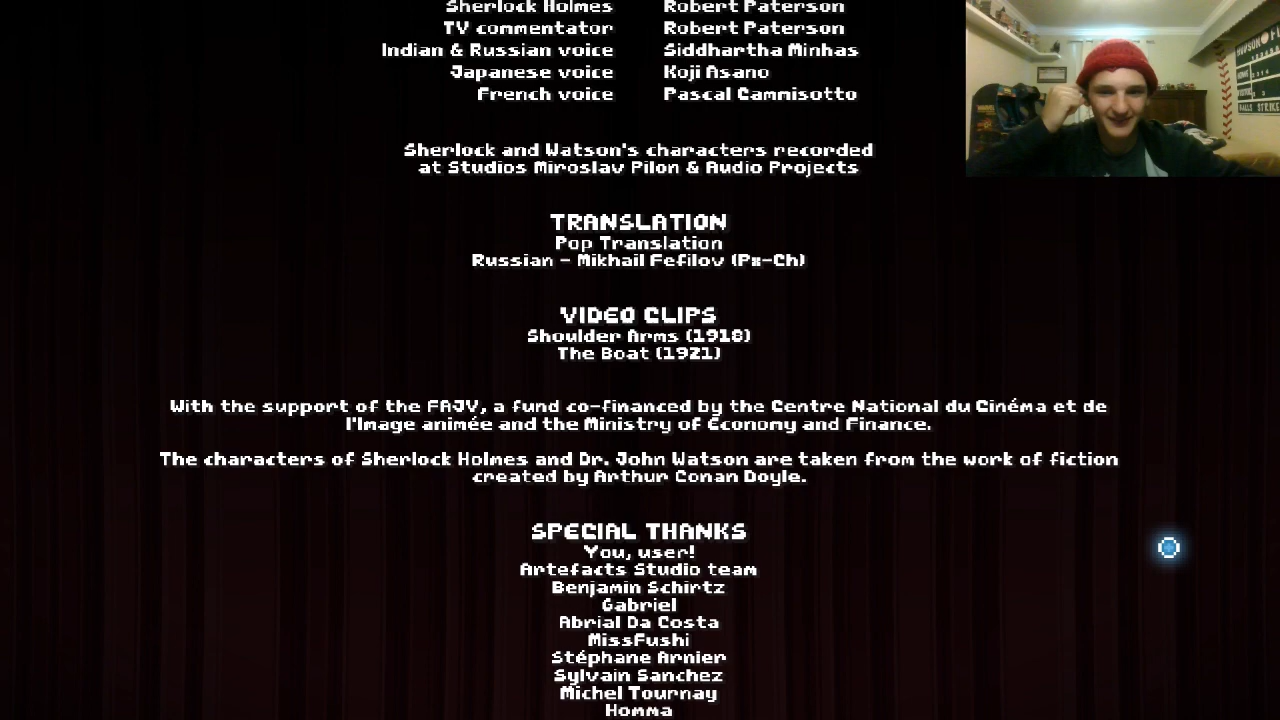 Sherlock Holmes Robert Paterson
TV commentator Robert Paterson
Indian & Russian voice Siddhartha Minhas
Japanese voice Koji Asano
French voice Pascal Cammisotto
Sherlock and Watson's characters recorded
at Studios Miroslav Pilon & Audio Projects
TRANSLATION
Pop Translation
Russian - Mikhail Fefilov (Px-Ch)
VIDEO CLIPS
Shoulder Arms (1918)
The Boat (1921)
With the support of the FAJV, a fund co-financed by the Centre National du Cinéma et de
l'Image animée and the Ministry of Economy and Finance.
The characters of Sherlock Holmes and Dr. John Watson are taken from the work of fiction
created by Arthur Conan Doyle.
SPECIAL THANKS
You, user!
Artefacts Studio team
Benjamin Schirtz
Gabriel
Abrial Da Costa
MissFushi
Stéphane Arnier
Sylvain Sanchez
Michel Tournay
Homma